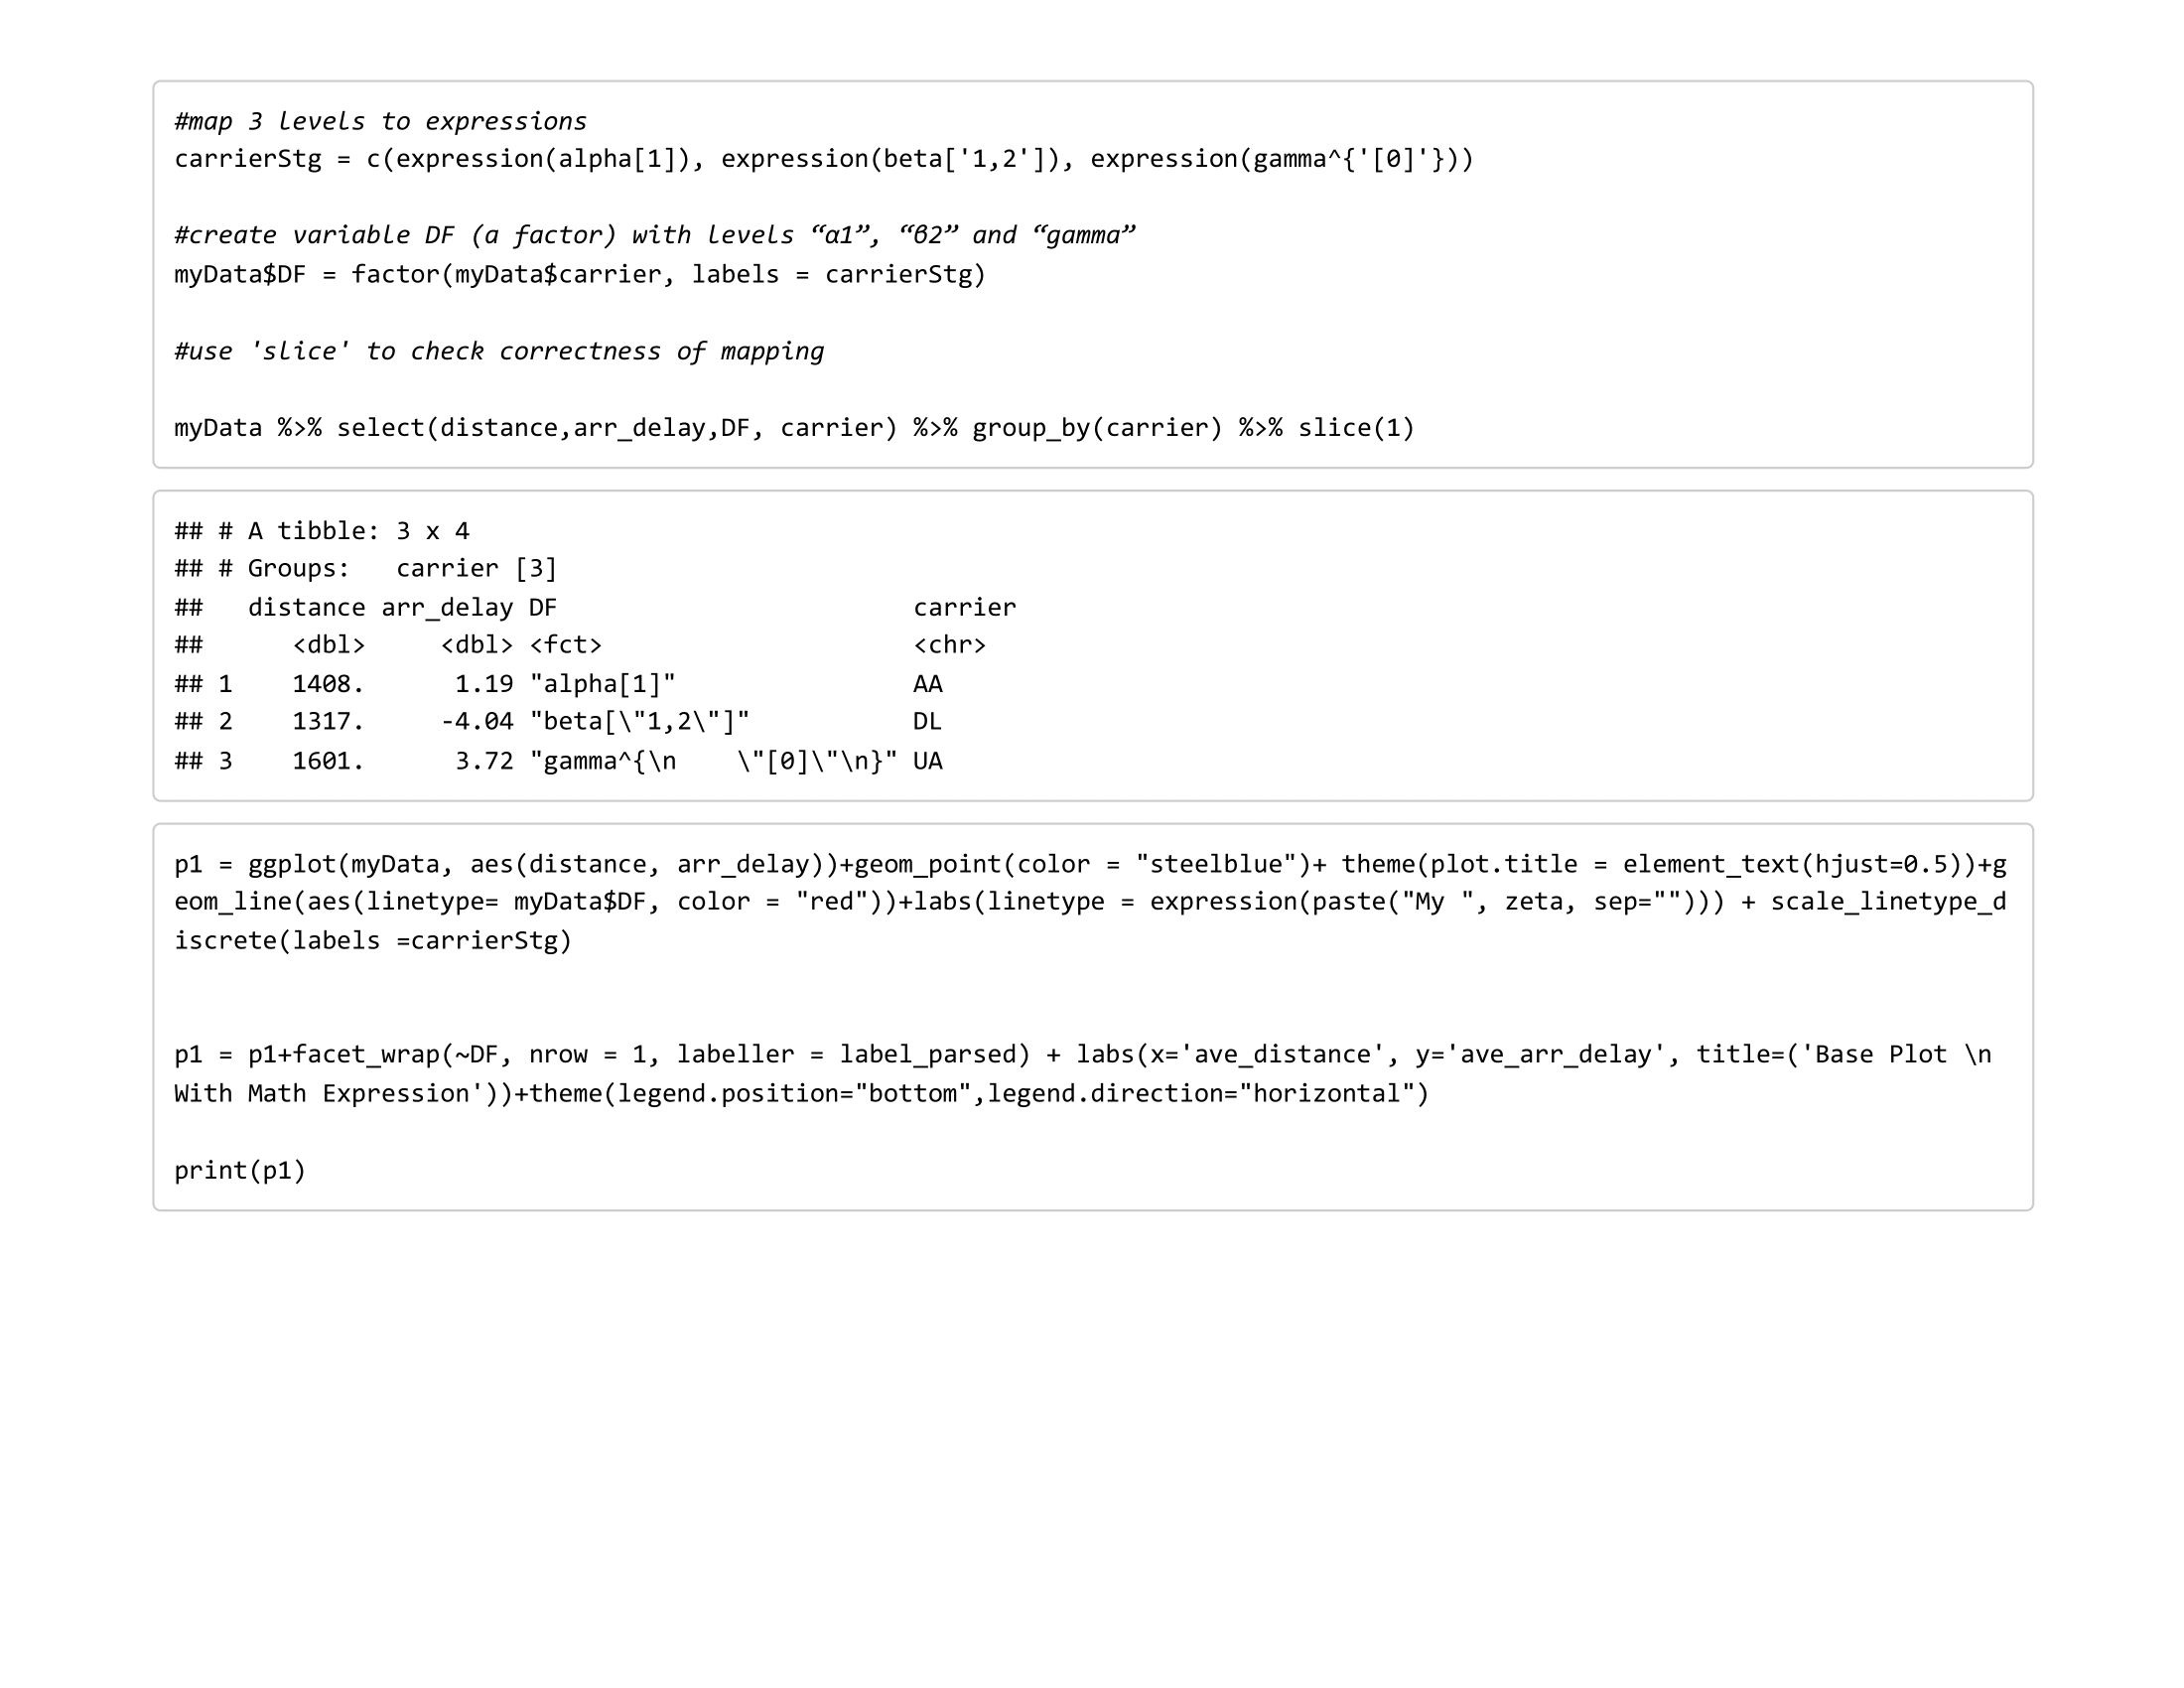 #map 3 levels to expressions
carrierStg = c(expression(alpha[1]), expression(beta['1,2']), expression(gamma^{'[0]'}))
#create variable DF (a factor) with levels “α1”, “β2” and “gamma”
myData$DF = factor(myData$carrier, labels = carrierStg)
#use 'slice' to check correctness of mapping
myData %>% select(distance,arr_delay,DF, carrier) %>% group_by(carrier) %>% slice(1)
## # A tibble: 3 x 4
## # Groups:   carrier [3]
##   distance arr_delay DF                        carrier
##      <dbl>     <dbl> <fct>                     <chr>
## 1    1408.      1.19 "alpha[1]"                AA
## 2    1317.     -4.04 "beta[\"1,2\"]"           DL
## 3    1601.      3.72 "gamma^{\n    \"[0]\"\n}" UA
p1 = ggplot(myData, aes(distance, arr_delay))+geom_point(color = "steelblue")+ theme(plot.title = element_text(hjust=0.5))+g
eom_line(aes(linetype= myData$DF, color = "red"))+labs(linetype = expression(paste("My ", zeta, sep=""))) + scale_linetype_d
iscrete(labels =carrierStg)
p1 = p1+facet_wrap(~DF, nrow = 1, labeller = label_parsed) + labs(x='ave_distance', y='ave_arr_delay', title=('Base Plot \n
With Math Expression'))+theme(legend.position="bottom",legend.direction="horizontal")
print(p1)